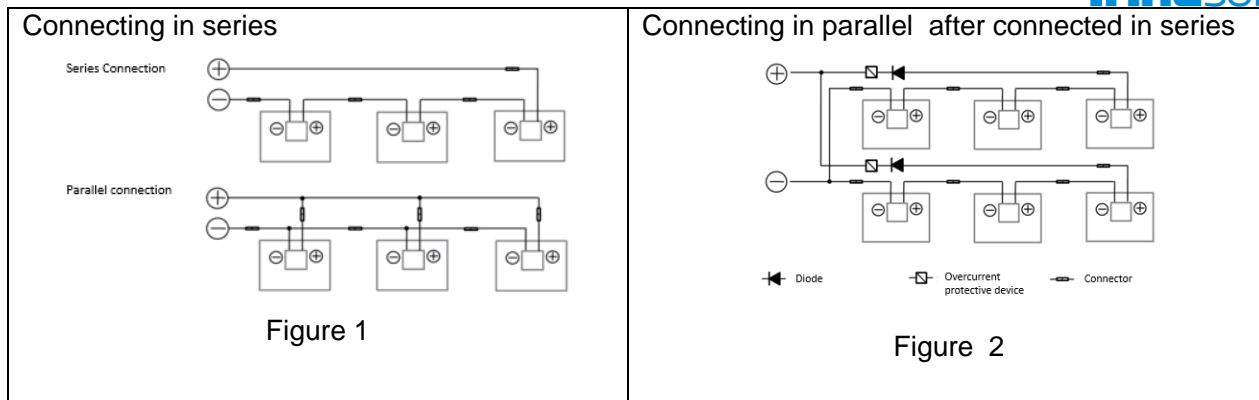 Connecting in series
Series Connection
Parallel connection
Figure 1
Connecting in parallel after connected in series
Diode
Overcurrent
protective device
Connector
Figure 2